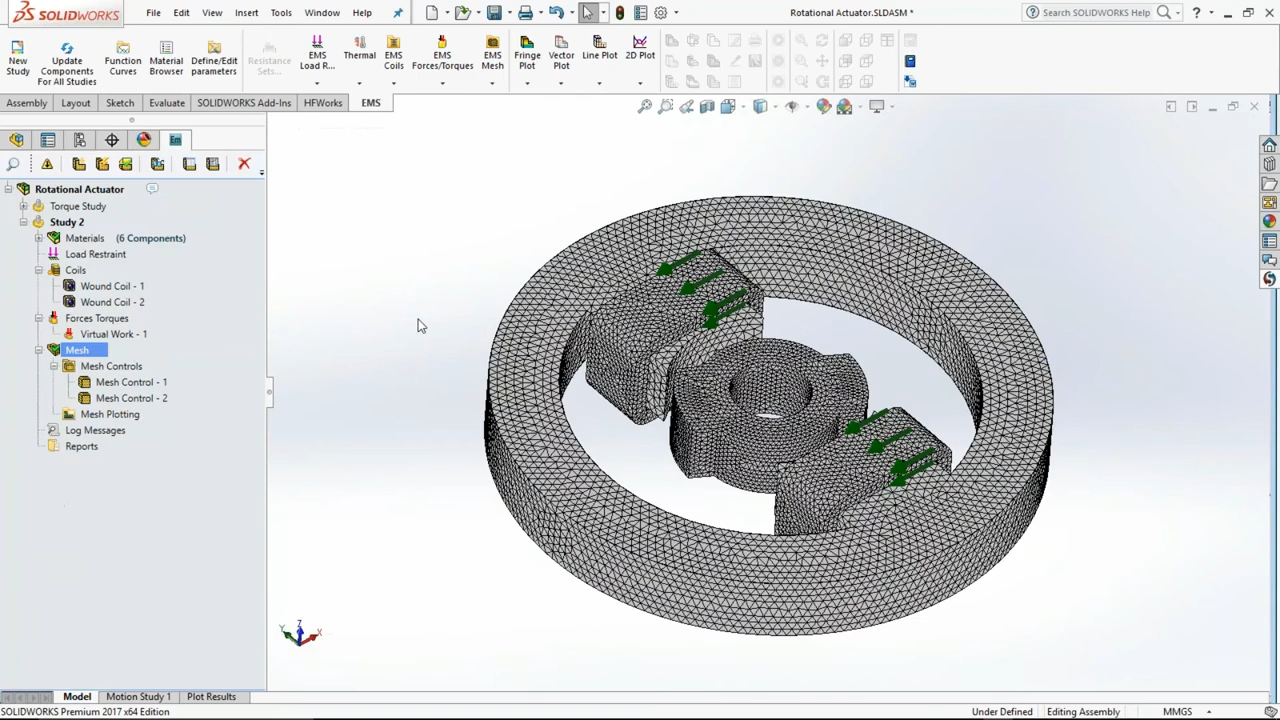 SOLIDWORKS File Edit View Insert Tools Window Help Rotational Actuator.SLDASM * Search SOLIDWORKS Help ?
New Study
Update Components For All Studies
Function Curves
Material Browser
Define/Edit parameters
Resistance Sets...
EMS Load R...
Thermal
EMS Coils
EMS Forces/Torques
EMS Mesh
Fringe Plot
Vector Plot
Line Plot
2D Plot
Assembly Layout Sketch Evaluate SOLIDWORKS Add-Ins HFWorks EMS
Rotational Actuator
Torque Study
Study 2
Materials (6 Components)
Load Restraint
Coils
Wound Coil - 1
Wound Coil - 2
Forces Torques
Virtual Work - 1
Mesh
Mesh Controls
Mesh Control - 1
Mesh Control - 2
Mesh Plotting
Log Messages
Reports
Z
Y X
Model Motion Study 1 Plot Results
SOLIDWORKS Premium 2017 x64 Edition Under Defined Editing Assembly MMGS